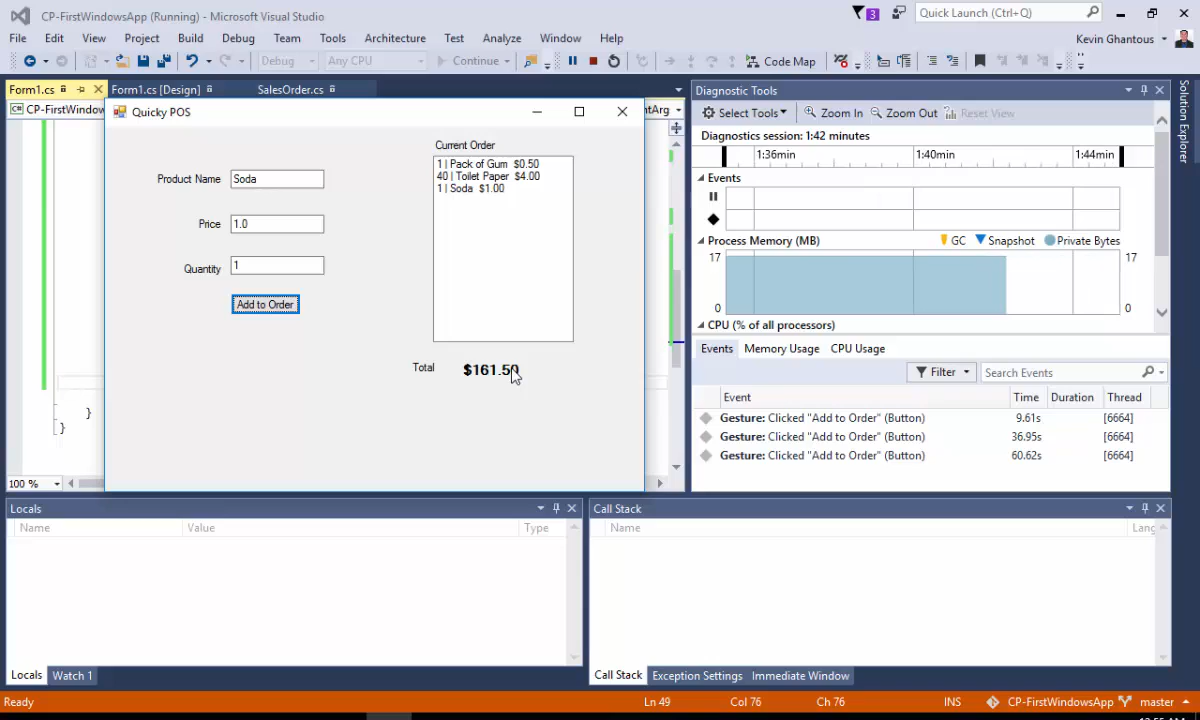 CP-FirstWindowsApp (Running) - Microsoft Visual Studio
3
Quick Launch (Ctrl+Q)
File Edit View Project Build Debug Team Tools Architecture Test Analyze Window Help
Kevin Ghantous
Debug Any CPU Continue Code Map
Form1.cs Form1.cs [Design] SalesOrder.cs
CP-FirstWindow
ntArg
Quicky POS
Product Name Soda
Price 1.0
Quantity 1
Add to Order
Current Order
1 | Pack of Gum $0.50
40 | Toilet Paper $4.00
1 | Soda $1.00
Total $161.50
}
}
100 %
Diagnostic Tools
Select Tools Zoom In Zoom Out Reset View
Diagnostics session: 1:42 minutes
1:36min 1:40min 1:44min
Events
Process Memory (MB) GC Snapshot Private Bytes
17 17
0 0
CPU (% of all processors)
Events Memory Usage CPU Usage
Filter Search Events
Event Time Duration Thread
Gesture: Clicked "Add to Order" (Button) 9.61s [6664]
Gesture: Clicked "Add to Order" (Button) 36.95s [6664]
Gesture: Clicked "Add to Order" (Button) 60.62s [6664]
Solution Explorer
Locals
Name Value Type
Locals Watch 1
Call Stack
Name Lang
Call Stack Exception Settings Immediate Window
Ready Ln 49 Col 76 Ch 76 INS CP-FirstWindowsApp master